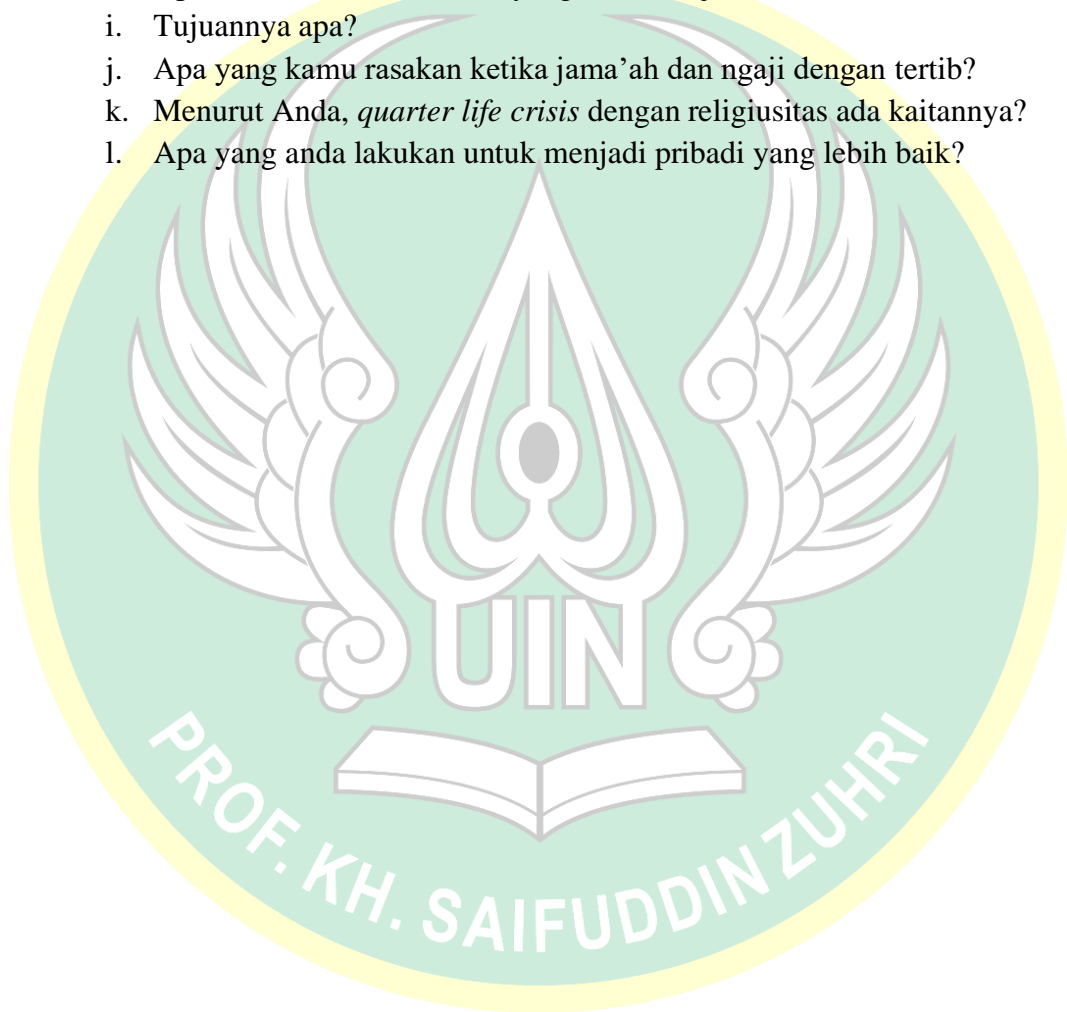 i. Tujuannya apa?
j. Apa yang kamu rasakan ketika jama’ah dan ngaji dengan tertib?
k. Menurut Anda, quarter life crisis dengan religiusitas ada kaitannya?
l. Apa yang anda lakukan untuk menjadi pribadi yang lebih baik?
UIN
PROF. KH. SAIFUDDIN ZUHRI